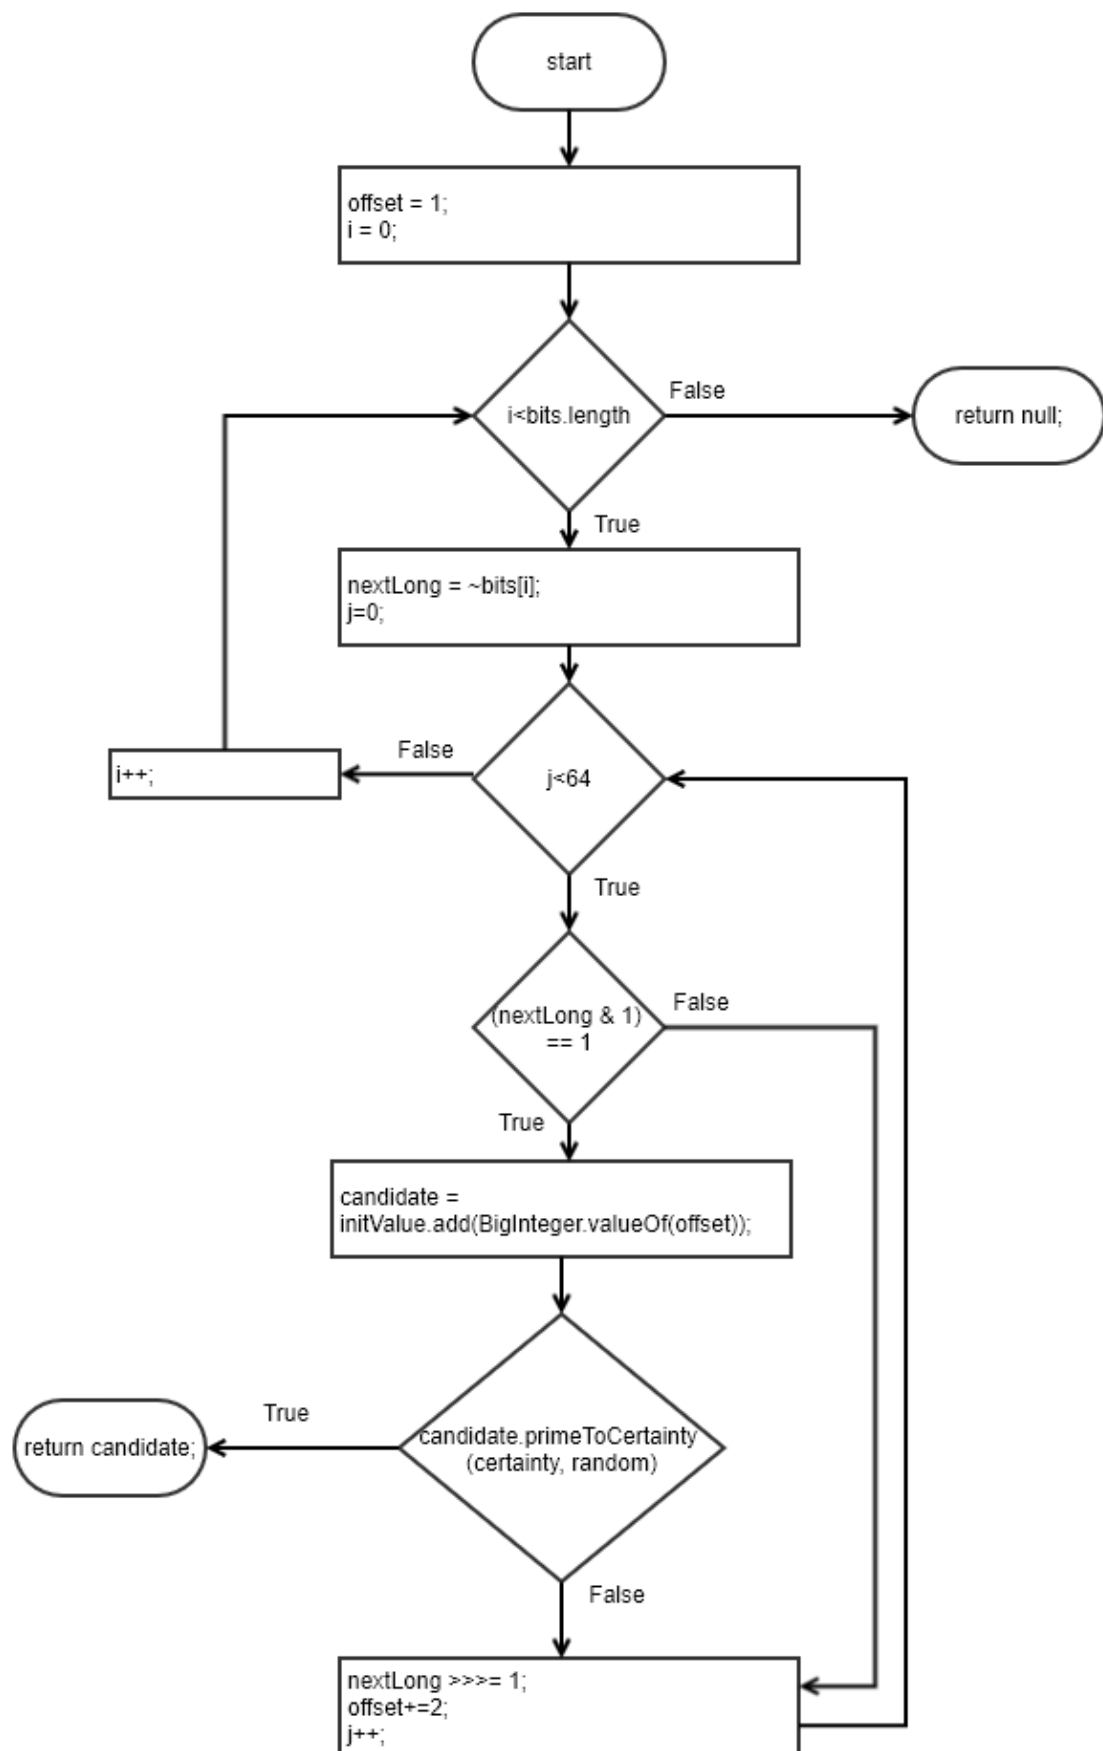 start
offset = 1;
i = 0;
i<bits.length
False
return null;
True
nextLong = ~bits[i];
j=0;
False
i++;
j<64
True
(nextLong & 1)
== 1
False
True
candidate =
initValue.add(BigInteger.valueOf(offset));
True
return candidate;
candidate.primeToCertainty
(certainty, random)
False
nextLong >>>= 1;
offset+=2;
j++;